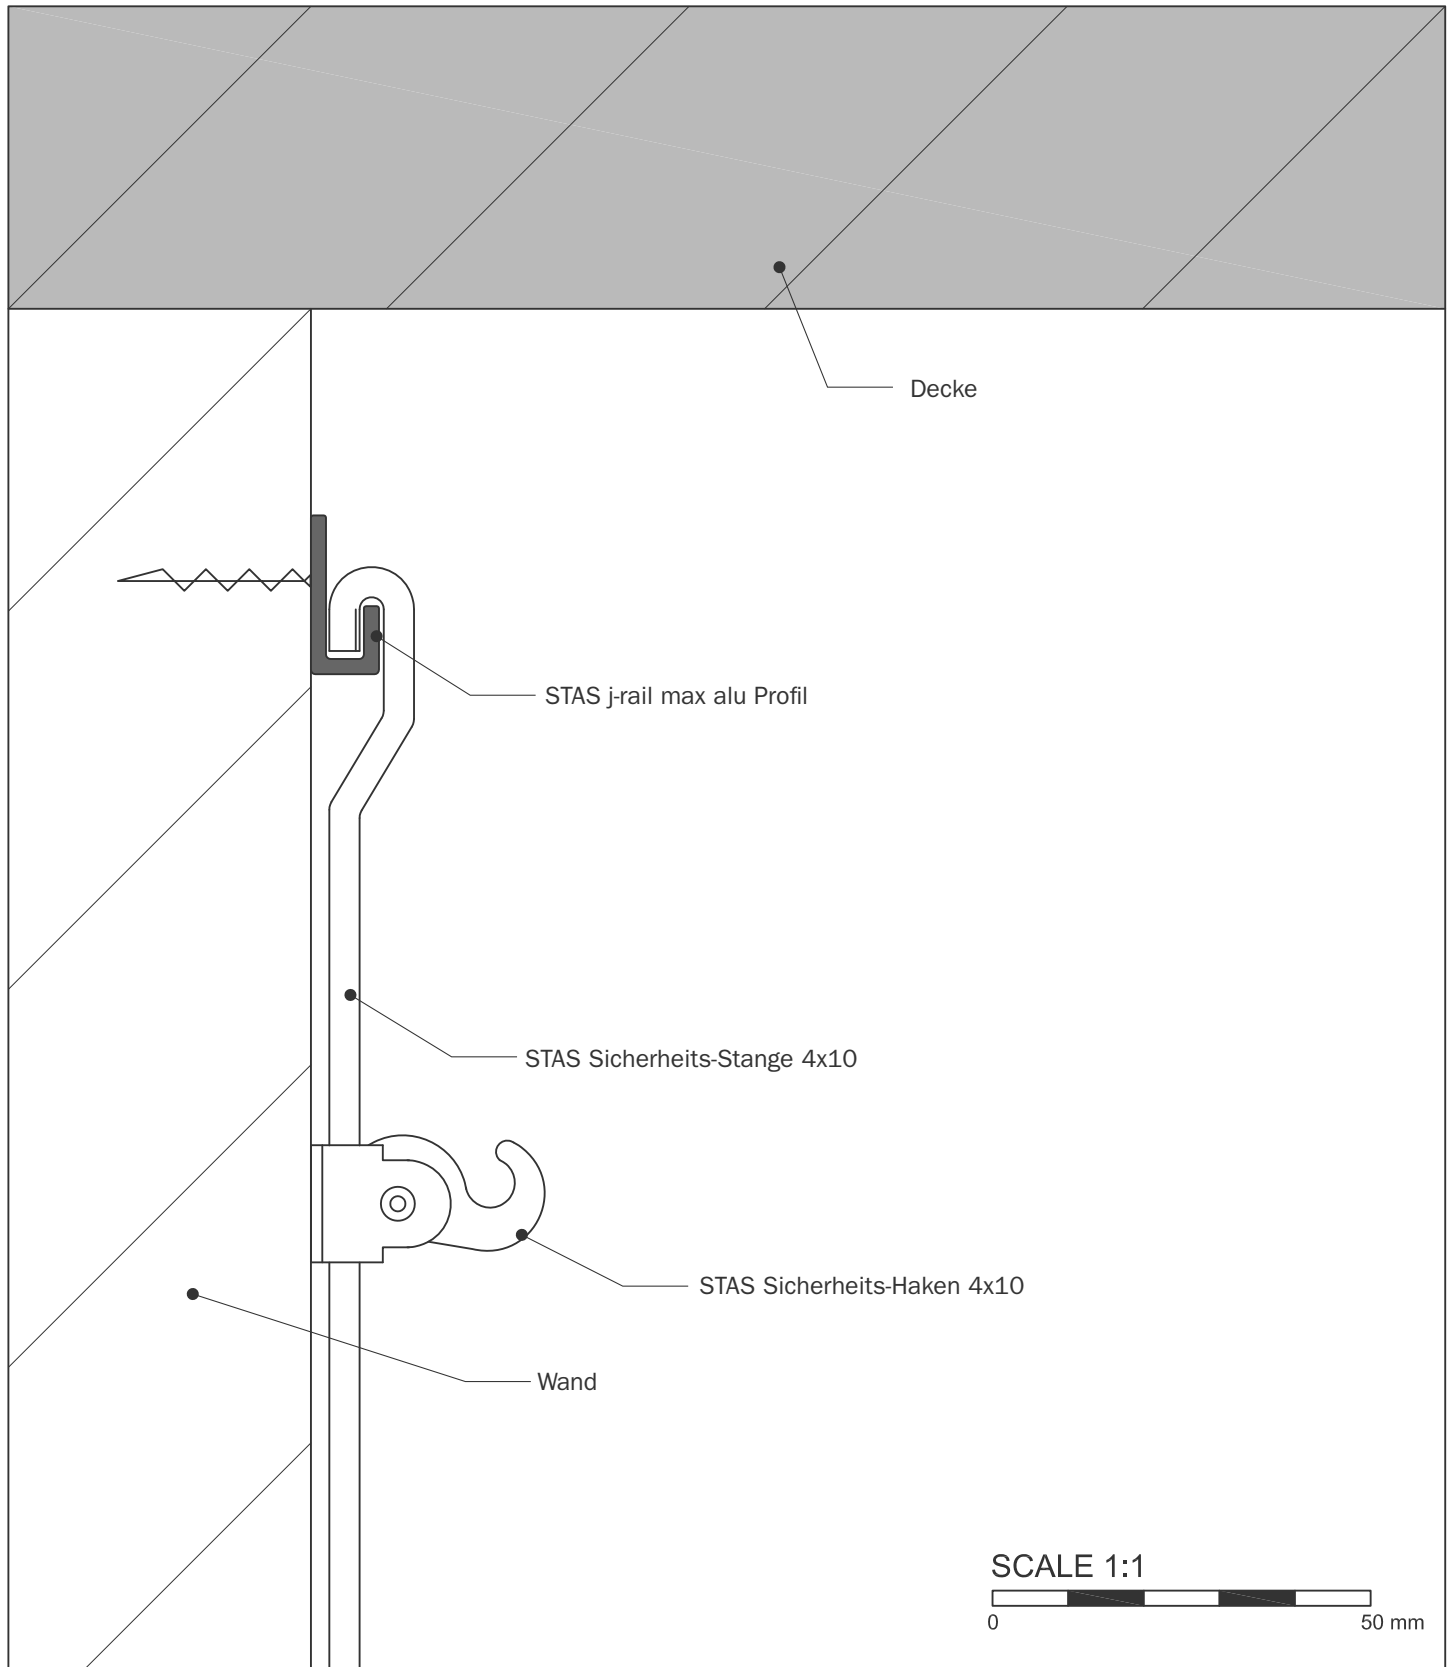 Decke
STAS j-rail max alu Profil
STAS Sicherheits-Stange 4x10
STAS Sicherheits-Haken 4x10
Wand
SCALE 1:1
0 50 mm